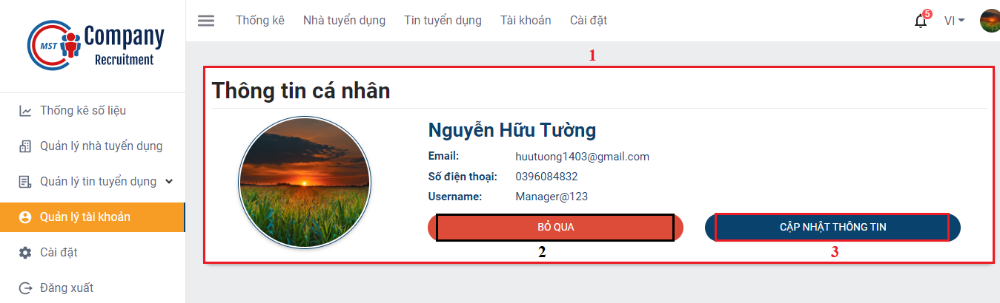 MST Company
Recruitment
Thống kê Nhà tuyển dụng Tin tuyển dụng Tài khoản Cài đặt 5 VI
1
Thông tin cá nhân
Thống kê số liệu
Quản lý nhà tuyển dụng
Quản lý tin tuyển dụng
Quản lý tài khoản
Cài đặt
Đăng xuất
Nguyễn Hữu Tường
Email: huutuong1403@gmail.com
Số điện thoại: 0396084832
Username: Manager@123
BỎ QUA CẬP NHẬT THÔNG TIN
2 3